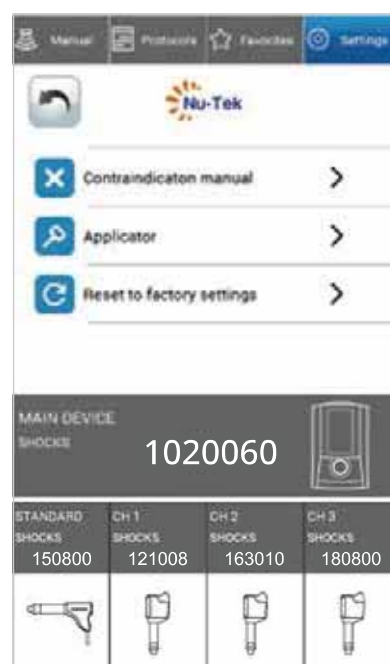 Manual Protocols Favorites Settings
Nu-Tek
Contraindicaton manual
Applicator
Reset to factory settings
MAIN DEVICE
SHOCKS
1020060
STANDARD CH 1 CH 2 CH 3
SHOCKS SHOCKS SHOCKS SHOCKS
150800 121008 163010 180800